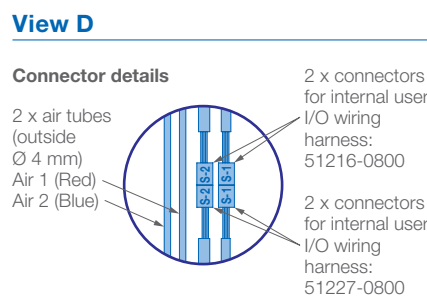 View D
Connector details
2 x air tubes
(outside
Ø 4 mm)
Air 1 (Red)
Air 2 (Blue)
S-2 S-2
S-1 S-1
2 x connectors
for internal user
I/O wiring
harness:
51216-0800
2 x connectors
for internal user
I/O wiring
harness:
51227-0800